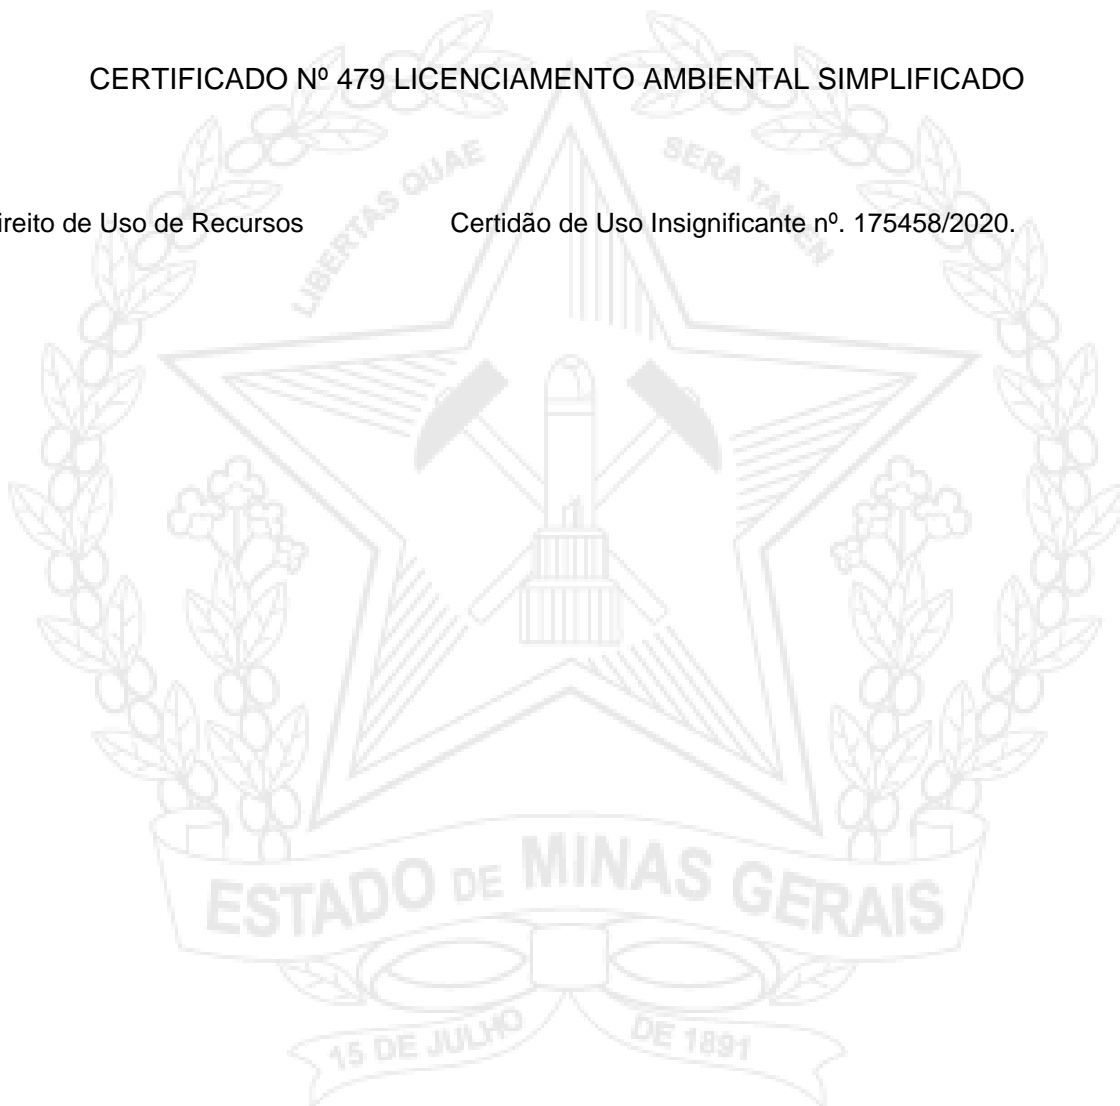 CERTIFICADO Nº 479 LICENCIAMENTO AMBIENTAL SIMPLIFICADO
LIBERTAS QUAE SERA TAMEN
ireito de Uso de Recursos Certidão de Uso Insignificante nº. 175458/2020.
ESTADO DE MINAS GERAIS
15 DE JULHO DE 1891